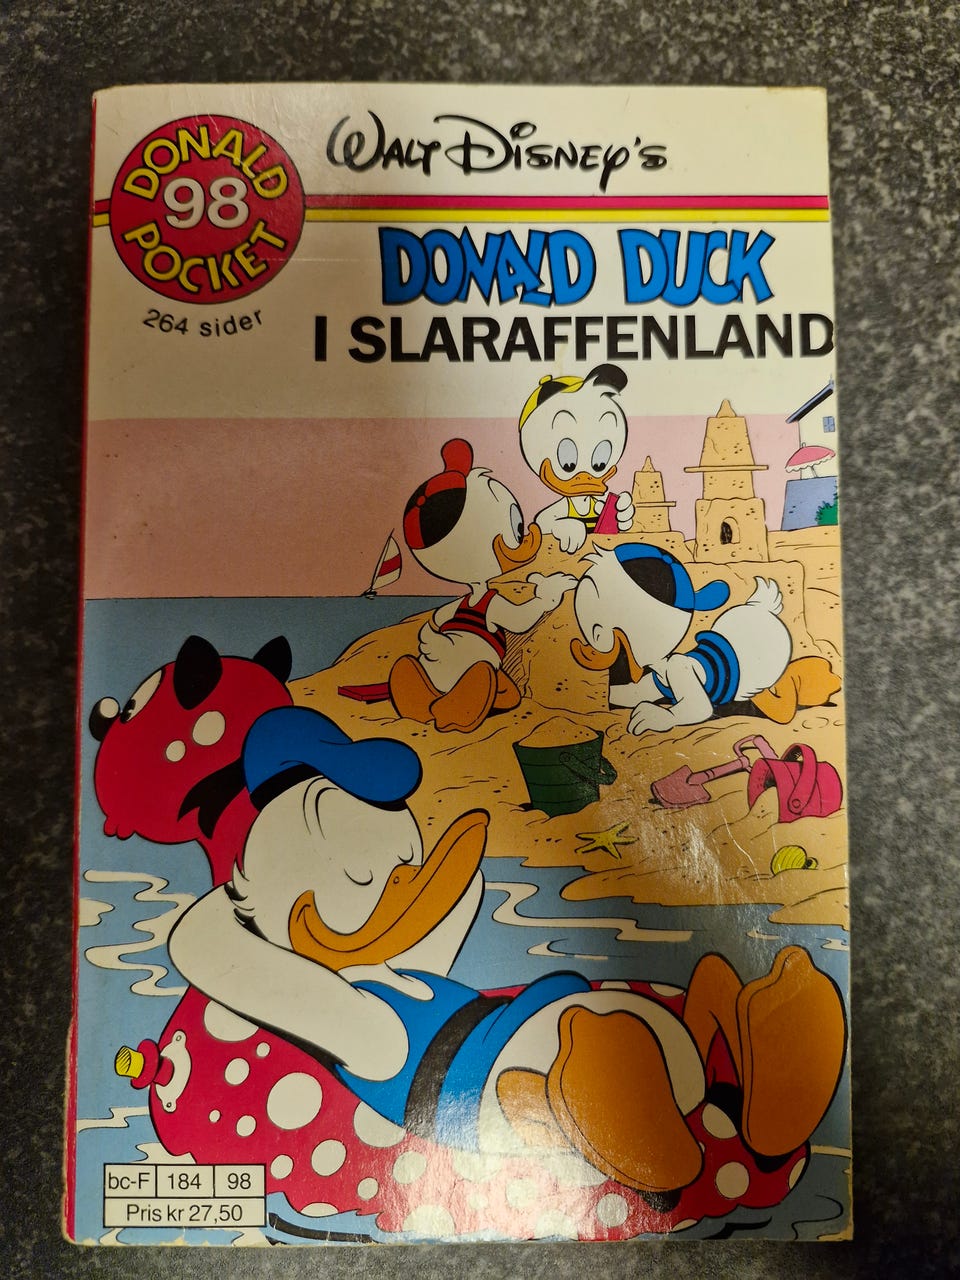 WALT DISNEY'S
DONALD
98
POCKET
264 sider
DONALD DUCK
I SLARAFFENLAND
bc-F 184 98
Pris kr 27,50